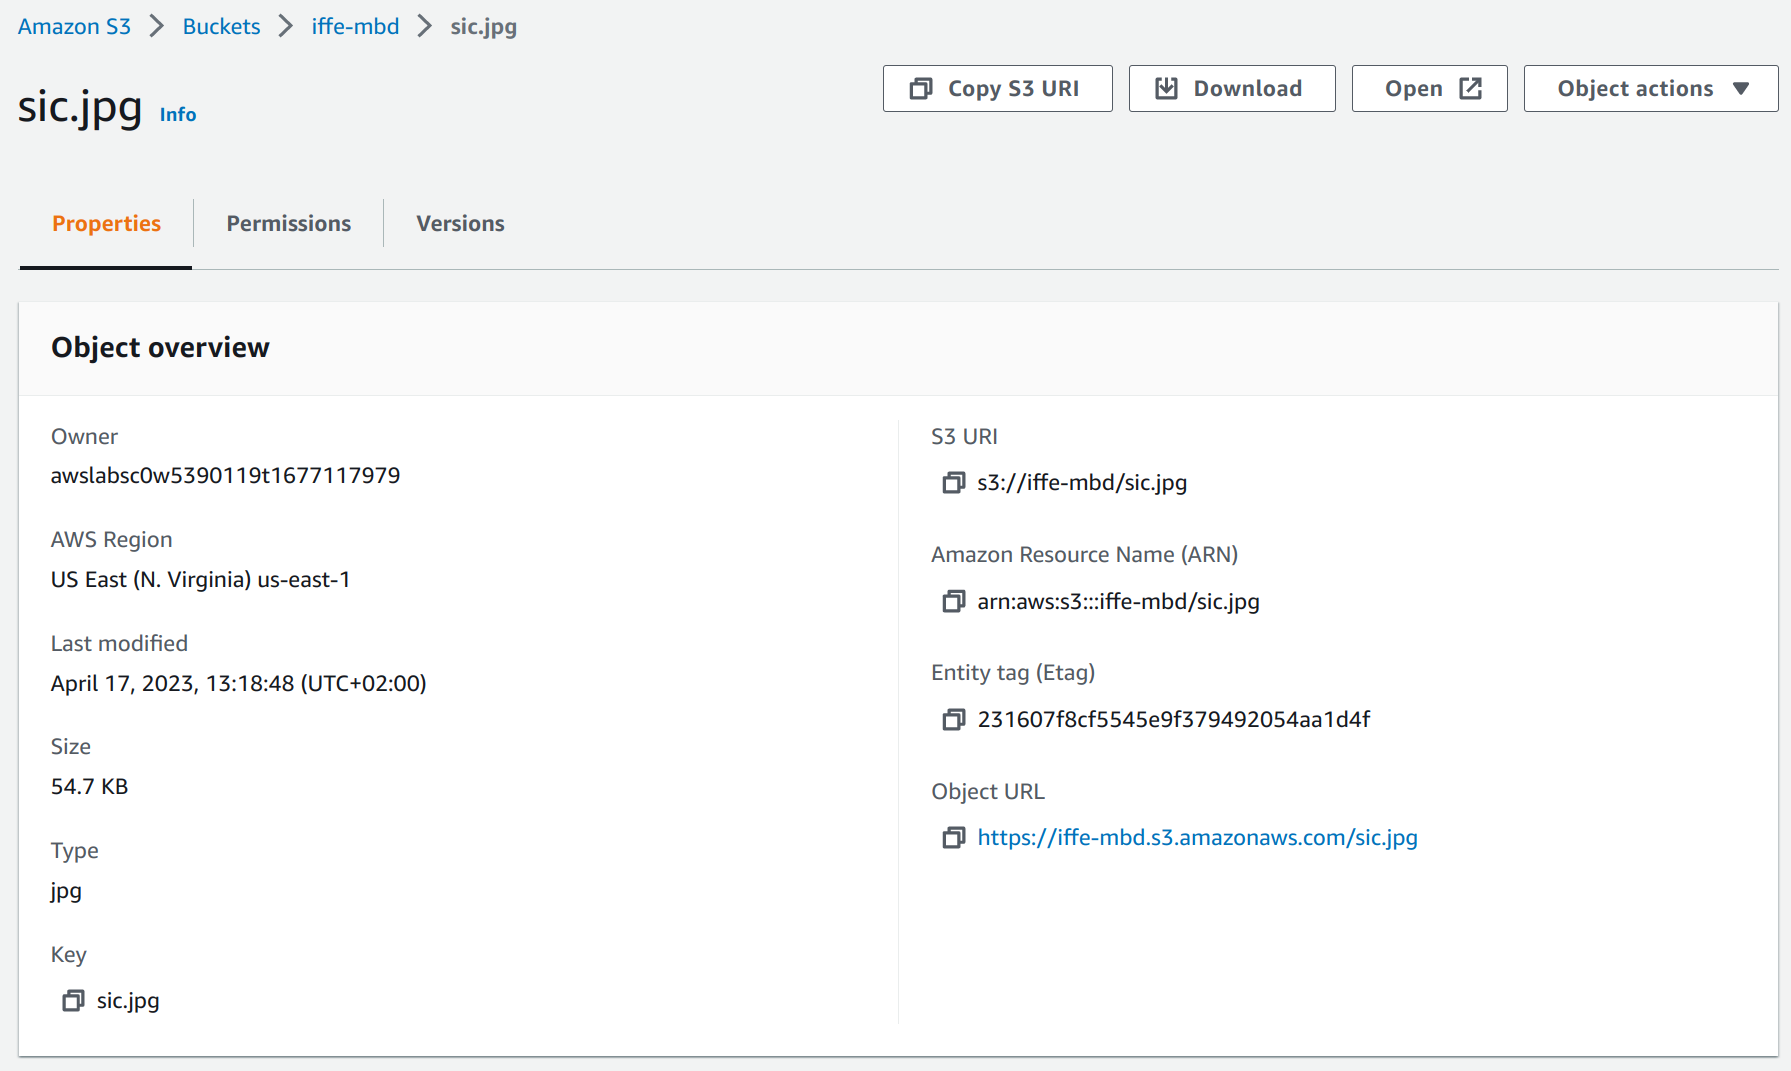 Amazon S3 > Buckets > iffe-mbd > sic.jpg
sic.jpg Info
Copy S3 URI Download Open Object actions
Properties Permissions Versions
Object overview
Owner
awslabsc0w5390119t1677117979
AWS Region
US East (N. Virginia) us-east-1
Last modified
April 17, 2023, 13:18:48 (UTC+02:00)
Size
54.7 KB
Type
jpg
Key
sic.jpg
S3 URI
s3://iffe-mbd/sic.jpg
Amazon Resource Name (ARN)
arn:aws:s3:::iffe-mbd/sic.jpg
Entity tag (Etag)
231607f8cf5545e9f379492054aa1d4f
Object URL
https://iffe-mbd.s3.amazonaws.com/sic.jpg